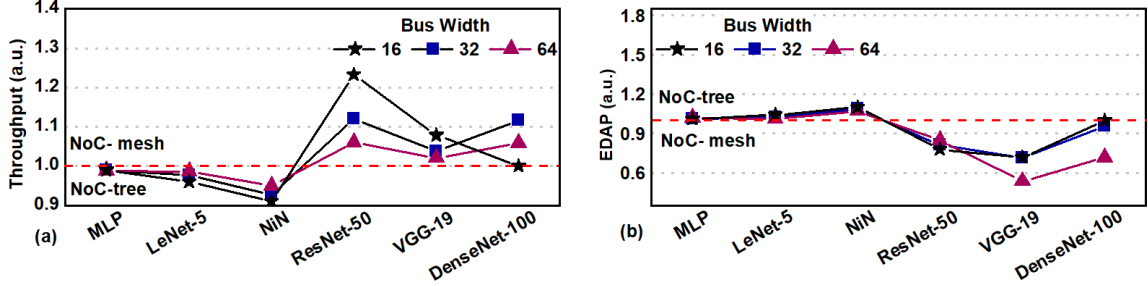 1.4
1.3
1.2
1.1
1.0
0.9
Throughput (a.u.)
Bus Width
16 32 64
NoC- mesh
NoC-tree
(a)
MLP
LeNet-5
NiN
ResNet-50
VGG-19
DenseNet-100
1.8
1.5
1.2
0.9
0.6
EDAP (a.u.)
Bus Width
16 32 64
NoC-tree
NoC- mesh
(b)
MLP
LeNet-5
NiN
ResNet-50
VGG-19
DenseNet-100